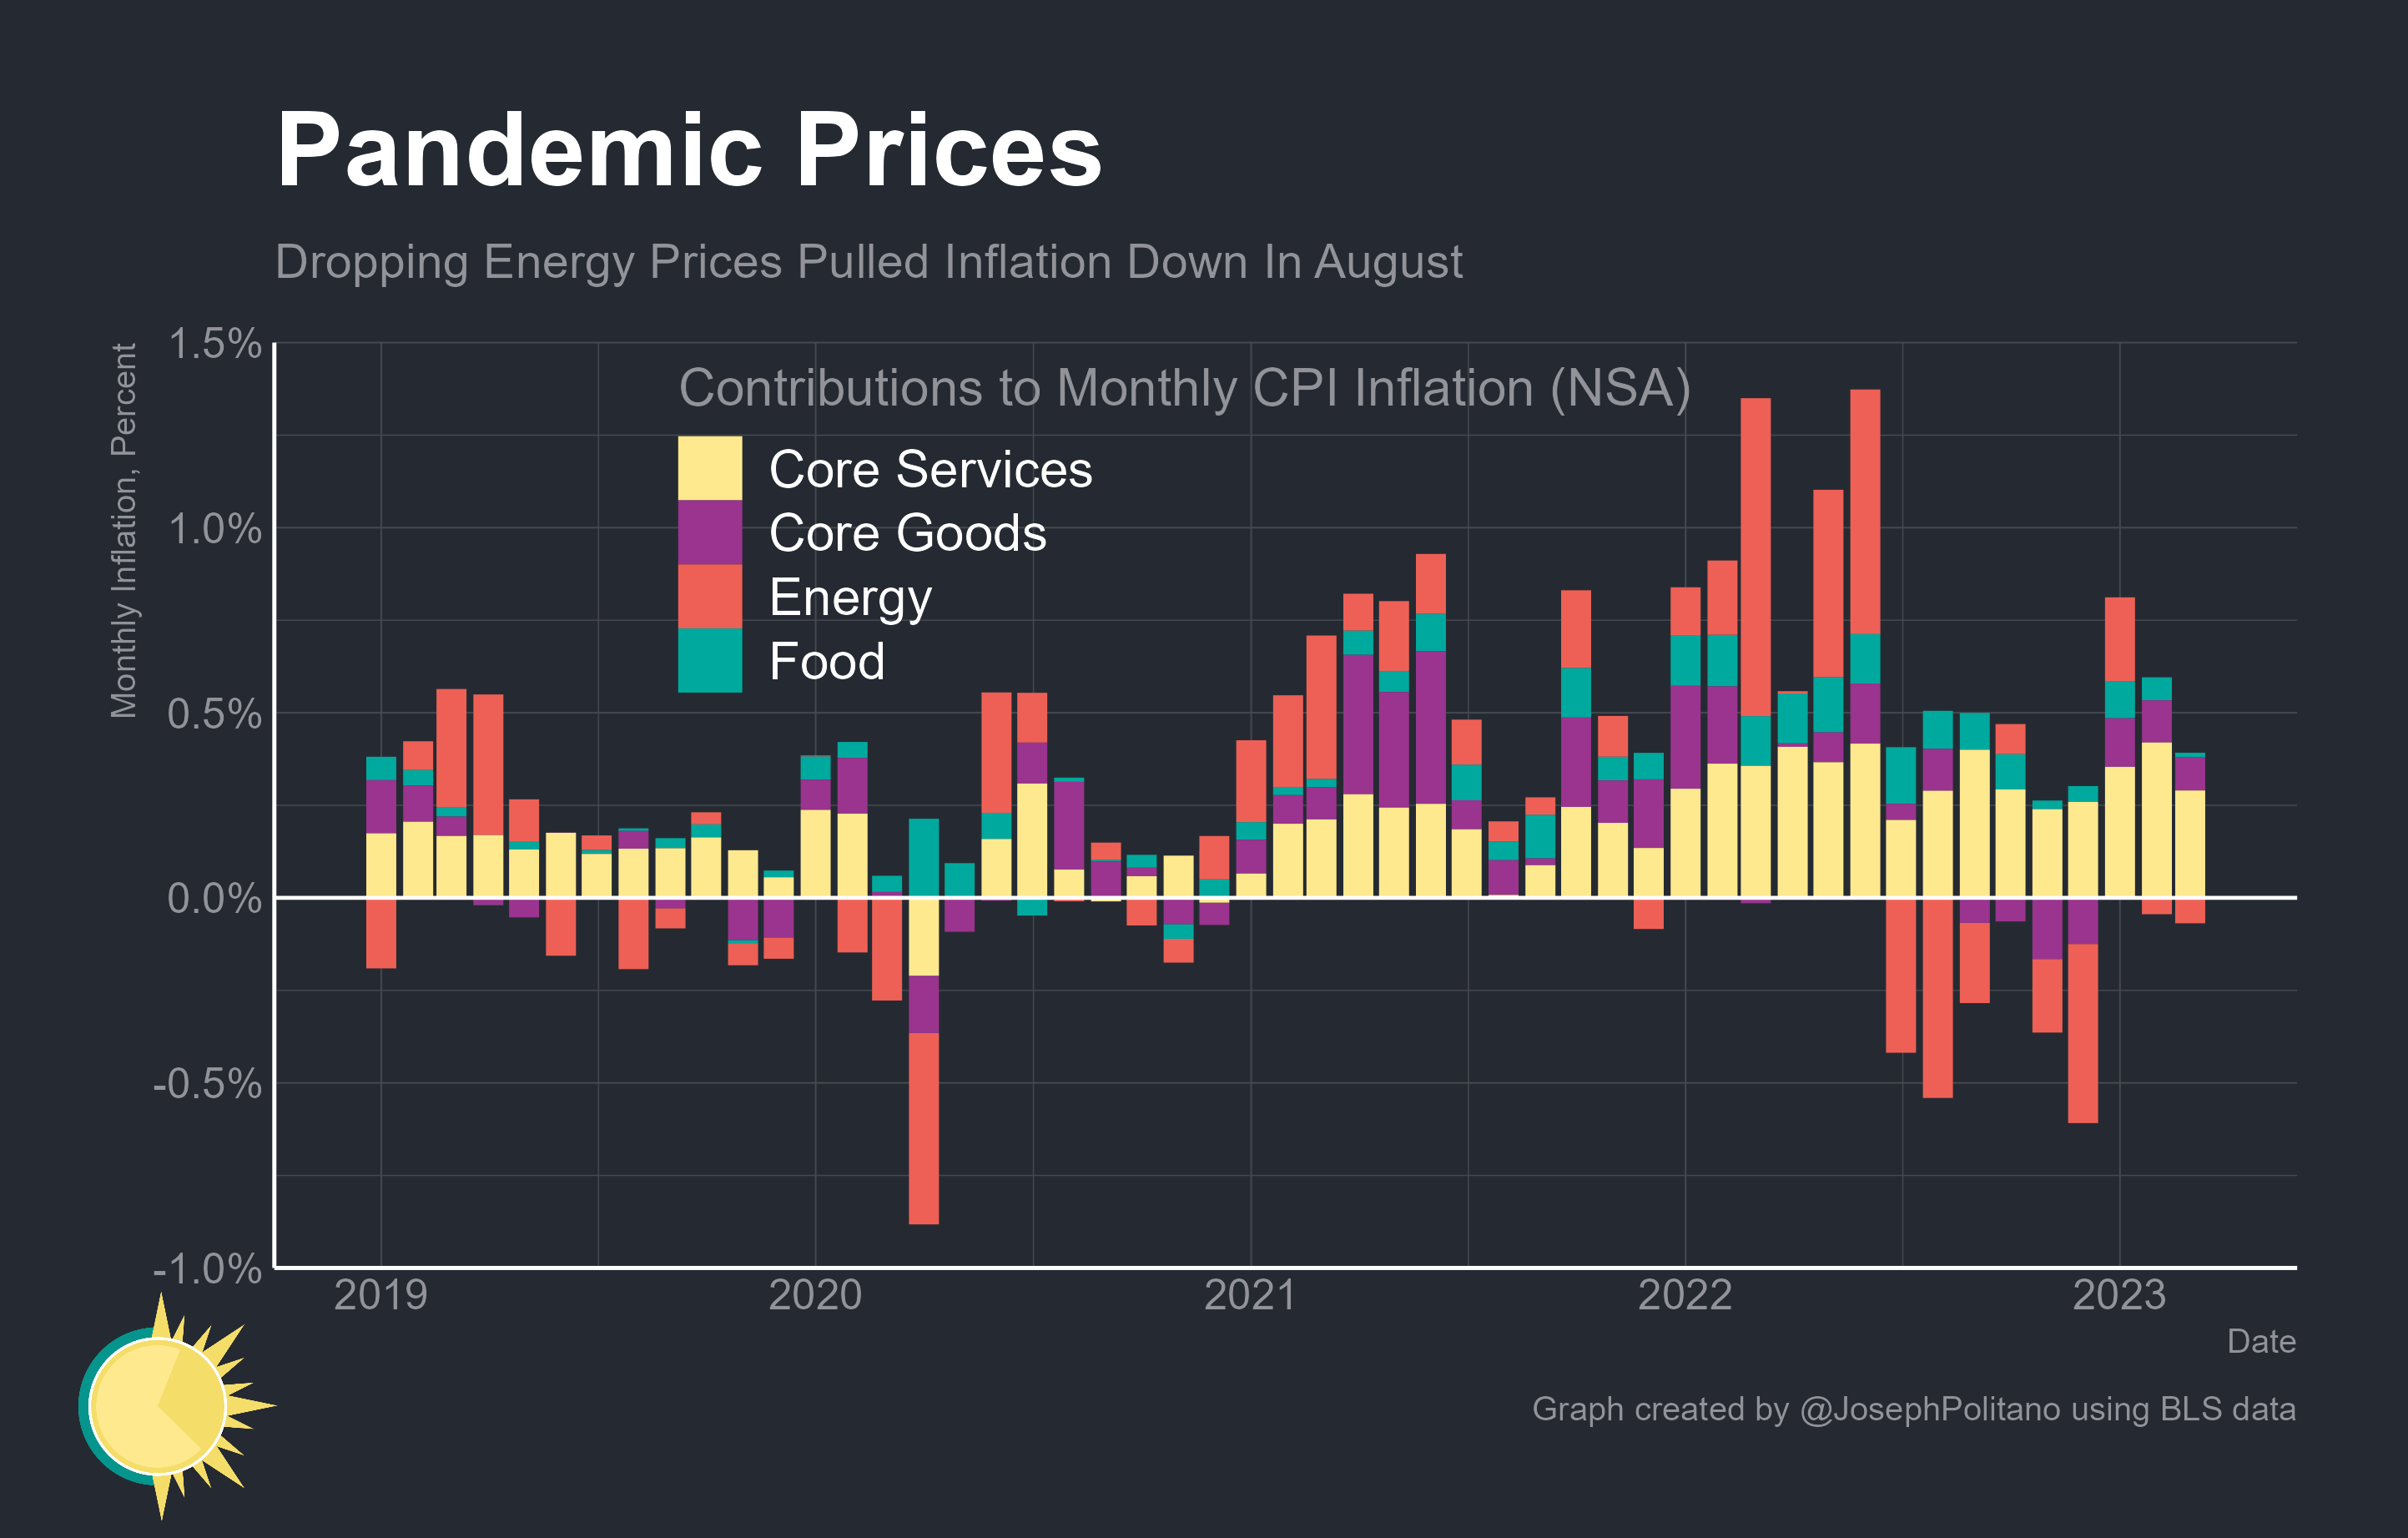 Pandemic Prices
Dropping Energy Prices Pulled Inflation Down In August
Monthly Inflation, Percent
1.5%
1.0%
0.5%
0.0%
-0.5%
-1.0%
Contributions to Monthly CPI Inflation (NSA)
Core Services
Core Goods
Energy
Food
2019 2020 2021 2022 2023
Date
Graph created by @JosephPolitano using BLS data